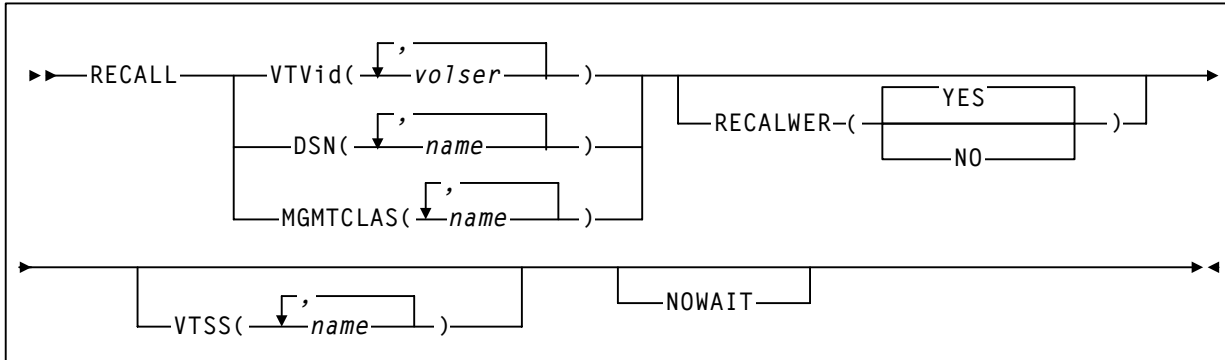 ,
RECALL VTVid( volser )
YES
RECALWER ( )
NO
,
DSN( name )
,
MGMTCLAS( name )
,
VTSS( name )
NOWAIT